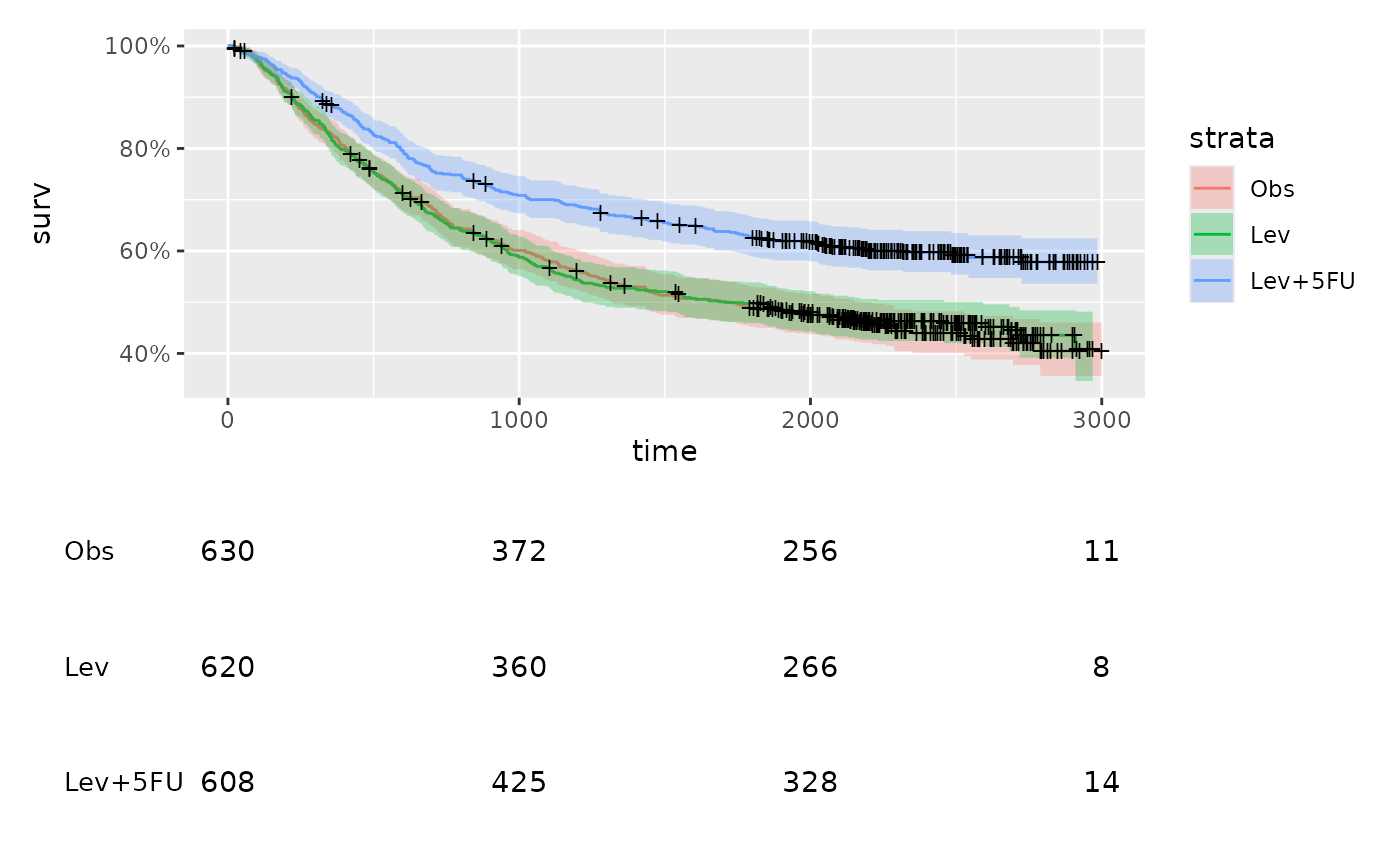 100%
80%
60%
40%
surv
0 1000 2000 3000
time
strata
Obs
Lev
Lev+5FU
Obs 630 372 256 11
Lev 620 360 266 8
Lev+5FU 608 425 328 14